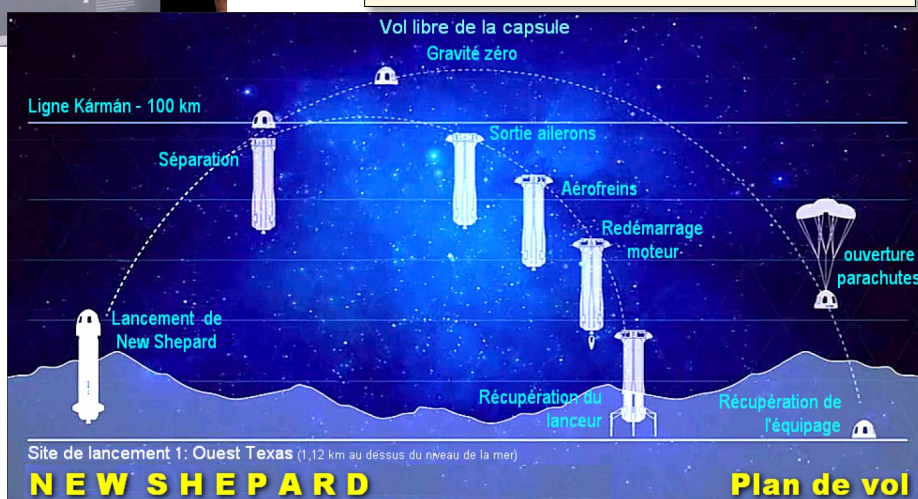 Vol libre de la capsule
Gravité zéro
Ligne Kármán - 100 km
Séparation
Sortie ailerons
Aérofreins
Redémarrage
moteur
ouverture
parachutes
Lancement de
New Shepard
Récupération du
lanceur
Récupération de
l'équipage
Site de lancement 1: Ouest Texas (1,12 km au dessus du niveau de la mer)
NEW SHEPARD
Plan de vol